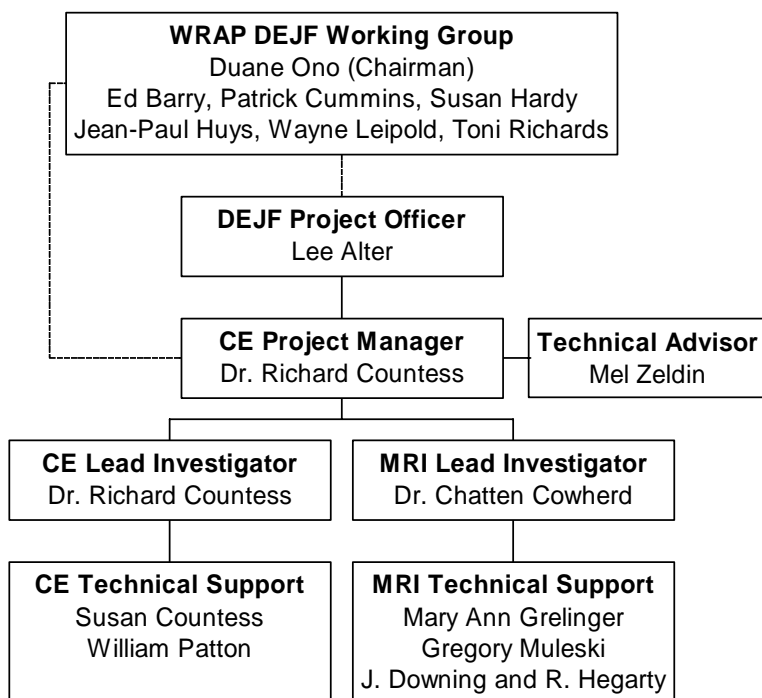 WRAP DEJF Working Group
Duane Ono (Chairman)
Ed Barry, Patrick Cummins, Susan Hardy
Jean-Paul Huys, Wayne Leipold, Toni Richards
DEJF Project Officer
Lee Alter
CE Project Manager
Dr. Richard Countess
Technical Advisor
Mel Zeldin
CE Lead Investigator
Dr. Richard Countess
MRI Lead Investigator
Dr. Chatten Cowherd
CE Technical Support
Susan Countess
William Patton
MRI Technical Support
Mary Ann Grelinger
Gregory Muleski
J. Downing and R. Hegarty